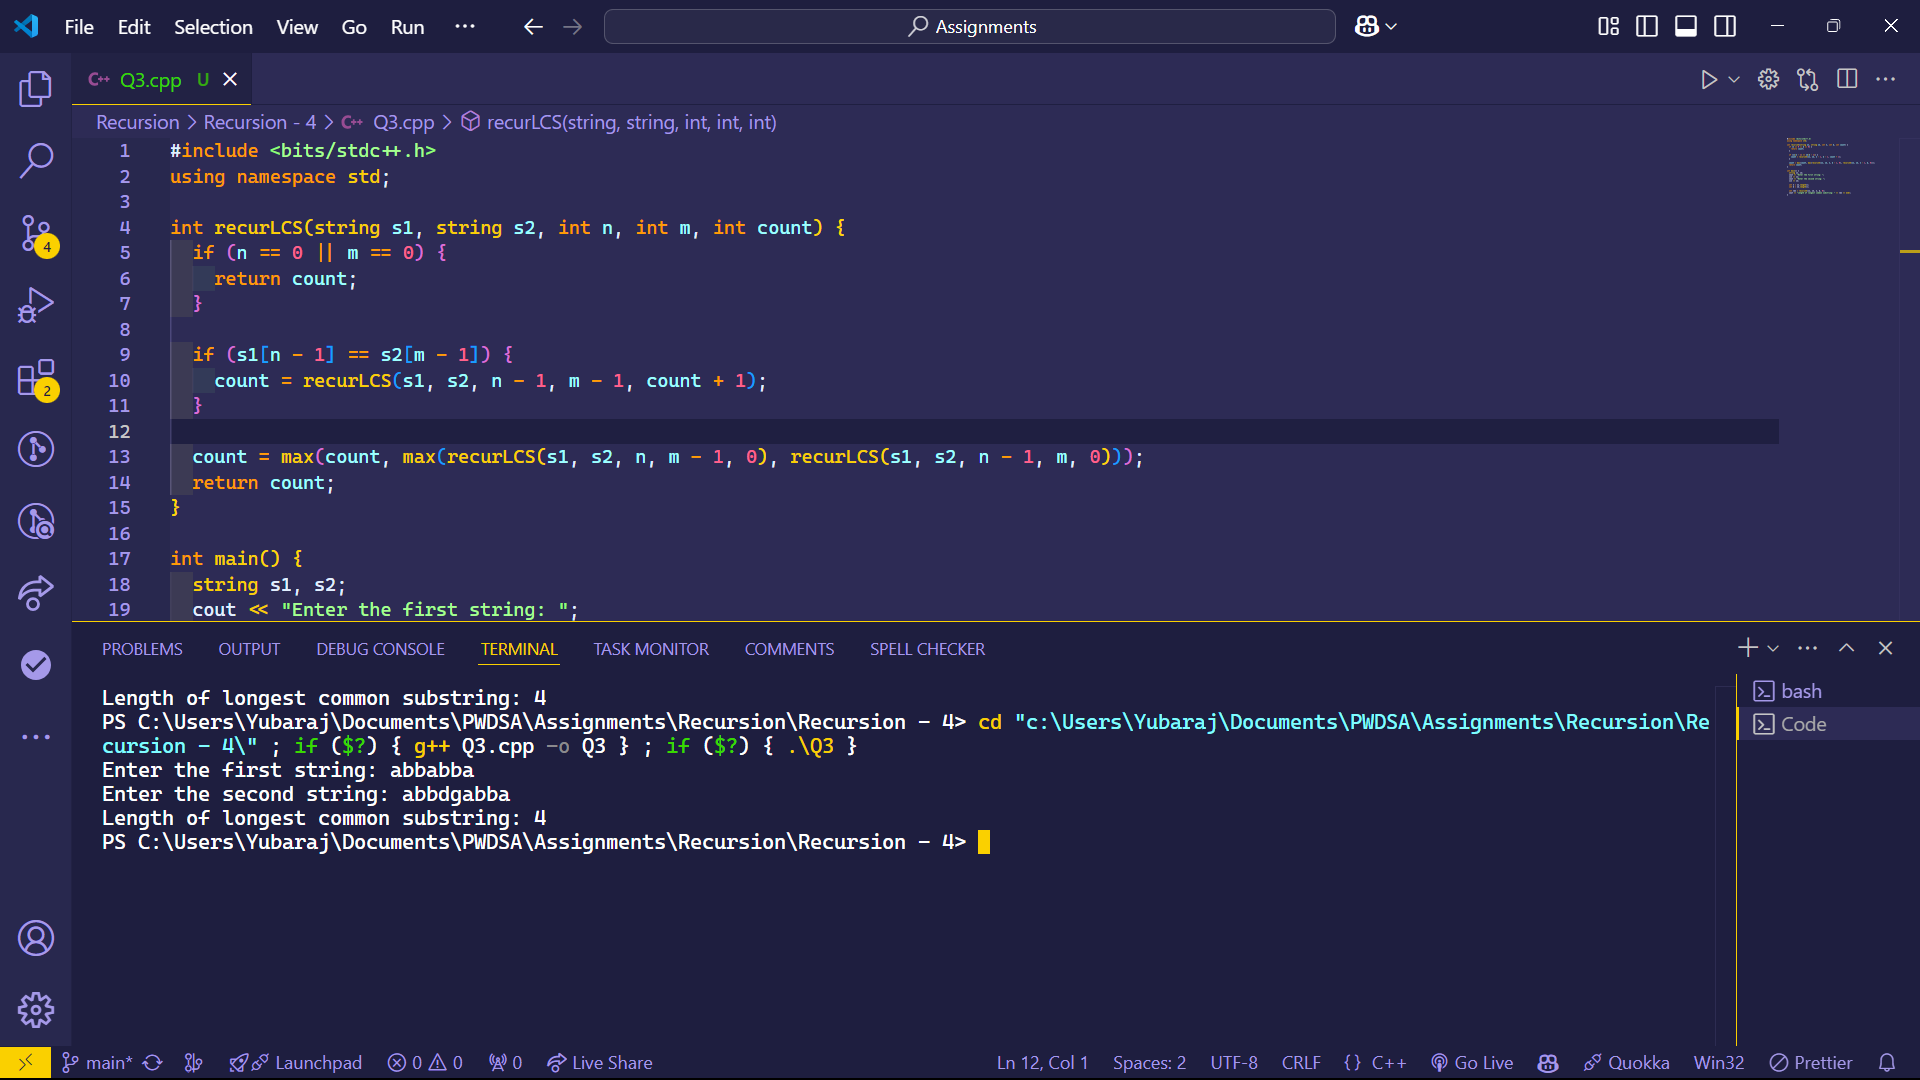 File Edit Selection View Go Run ··· Assignments
C++ Q3.cpp U
Recursion > Recursion - 4 > C++ Q3.cpp > recurLCS(string, string, int, int, int)
1 #include <bits/stdc++.h>
2 using namespace std;
3
4 int recurLCS(string s1, string s2, int n, int m, int count) {
5 if (n == 0 || m == 0) {
6 return count;
7 }
8
9 if (s1[n - 1] == s2[m - 1]) {
10 count = recurLCS(s1, s2, n - 1, m - 1, count + 1);
11 }
12
13 count = max(count, max(recurLCS(s1, s2, n, m - 1, 0), recurLCS(s1, s2, n - 1, m, 0)));
14 return count;
15 }
16
17 int main() {
18 string s1, s2;
19 cout << "Enter the first string: ";
4
2
PROBLEMS OUTPUT DEBUG CONSOLE TERMINAL TASK MONITOR COMMENTS SPELL CHECKER
Length of longest common substring: 4
PS C:\Users\Yubaraj\Documents\PWDSA\Assignments\Recursion\Recursion - 4> cd "c:\Users\Yubaraj\Documents\PWDSA\Assignments\Recursion\Re
cursion - 4\" ; if ($?) { g++ Q3.cpp -o Q3 } ; if ($?) { .\Q3 }
Enter the first string: abbabba
Enter the second string: abbdgabba
Length of longest common substring: 4
PS C:\Users\Yubaraj\Documents\PWDSA\Assignments\Recursion\Recursion - 4>
bash
Code
main* Launchpad 0 0 0 Live Share Ln 12, Col 1 Spaces: 2 UTF-8 CRLF {} C++ Go Live Quokka Win32 Prettier